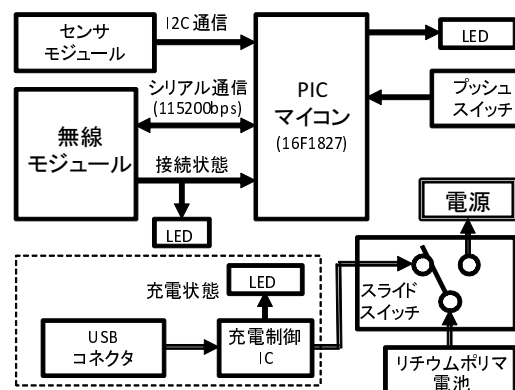 センサ
モジュール
I2C通信
PIC
マイコン
(16F1827)
LED
プッシュ
スイッチ
シリアル通信
(115200bps)
無線
モジュール
接続状態
LED
電源
充電状態
LED
スライド
スイッチ
USB
コネクタ
充電制御
IC
リチウムポリマ
電池